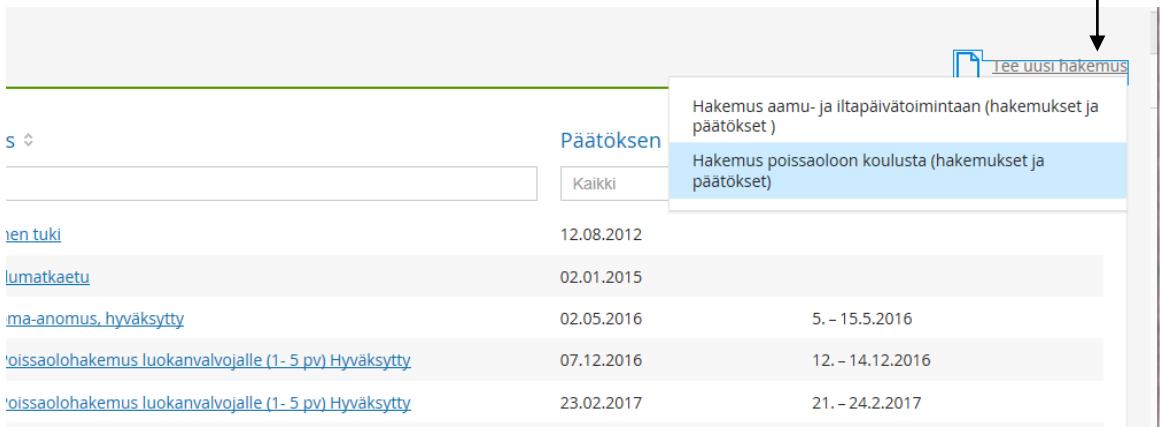 Tee uusi hakemus
Hakemus aamu- ja iltapäivätoimintaan (hakemukset ja
päätökset )
Hakemus poissaoloon koulusta (hakemukset ja
päätökset)
s
Päätöksen
Kaikki
nen tuki
12.08.2012
lumatkaetu
02.01.2015
ma-anomus, hyväksytty
02.05.2016
5. – 15.5.2016
oissaolohakemus luokanvalvojalle (1- 5 pv) Hyväksytty
07.12.2016
12. – 14.12.2016
oissaolohakemus luokanvalvojalle (1- 5 pv) Hyväksytty
23.02.2017
21. – 24.2.2017